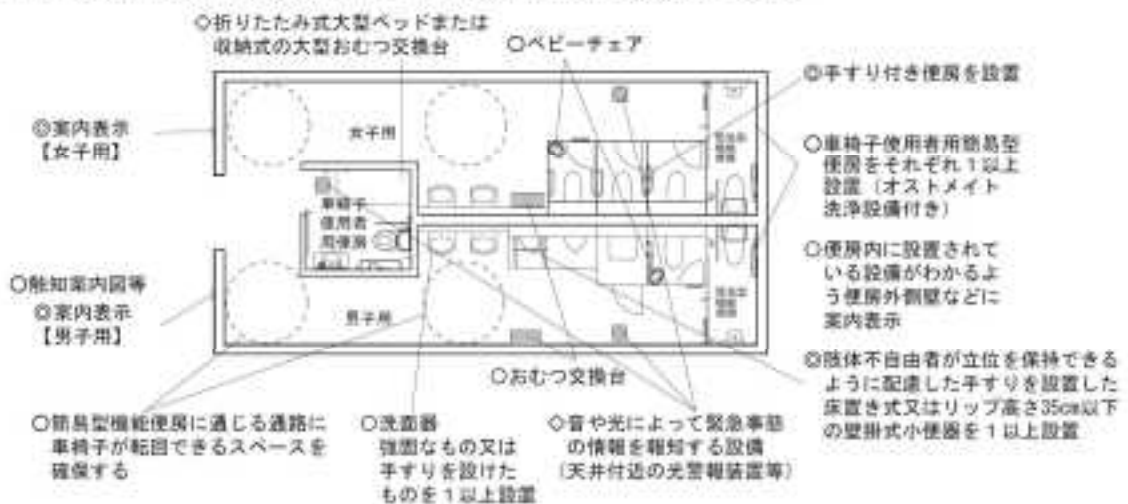 ◇折りたたみ式大型ベッドまたは
収納式の大型おむつ交換台
○ベビーチェア
◎手すり付き便房を設置
◎案内表示
【女子用】
女子用
○車椅子使用者用簡易型
便房をそれぞれ1以上
設置（オストメイト
洗浄設備付き）
車椅子
使用者
用便房
○便房内に設置されて
いる設備がわかるよ
う便房外側壁などに
案内表示
○触知案内図等
◎案内表示
【男子用】
男子用
○おむつ交換台
◎肢体不自由者が立位を保持できる
ように配慮した手すりを設置した
床置き式又はリップ高さ35cm以下
の壁掛式小便器を1以上設置
○簡易型機能便房に通じる通路に
車椅子が転回できるスペースを
確保する
○洗面器
強固なもの又は
手すりを設けた
ものを1以上設置
◇音や光によって緊急事態
の情報を報知する設備
（天井付近の光警報装置等）